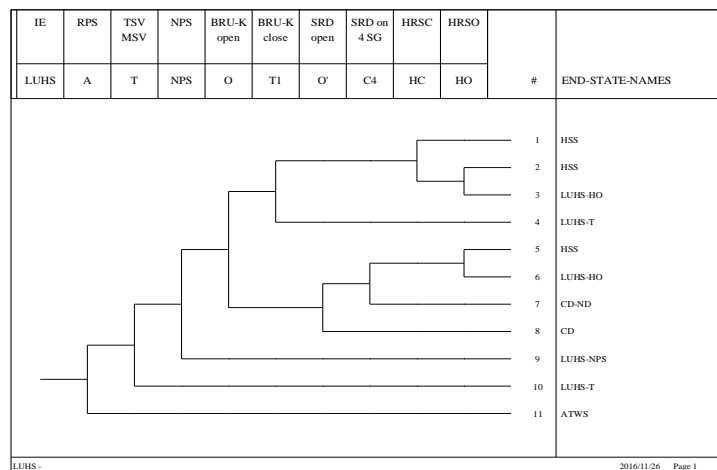 IE RPS TSV NPS BRU-K BRU-K SRD SRD on HRSC HRSO
MSV open close open 4 SG
LUHS A T NPS O T1 O' C4 HC HO # END-STATE-NAMES
1 HSS
2 HSS
3 LUHS-HO
4 LUHS-T
5 HSS
6 LUHS-HO
7 CD-ND
8 CD
9 LUHS-NPS
10 LUHS-T
11 ATWS
LUHS - 2016/11/26 Page 1